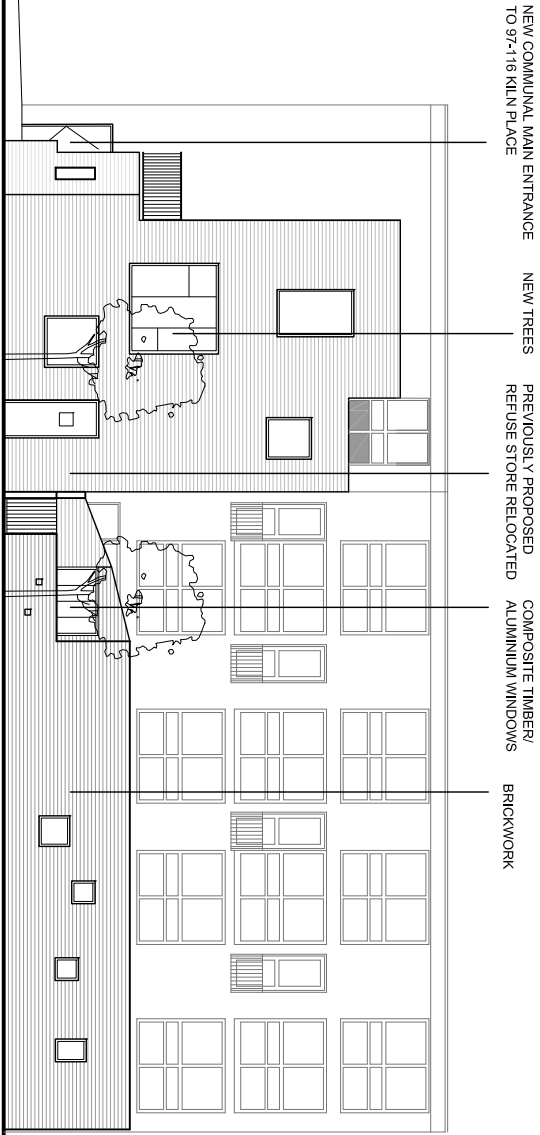 NEW COMMUNAL MAIN ENTRANCE
TO 97-116 KILN PLACE
NEW TREES
PREVIOUSLY PROPOSED
REFUSE STORE RELOCATED
COMPOSITE TIMBER/
ALUMINIUM WINDOWS
BRICKWORK